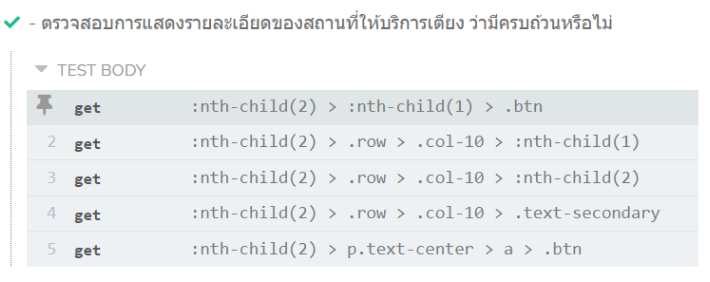 - ตรวจสอบการแสดงรายละเอียดของสถานที่ให้บริการเตียง ว่ามีครบถ้วนหรือไม่
TEST BODY
get :nth-child(2) > :nth-child(1) > .btn
2 get :nth-child(2) > .row > .col-10 > :nth-child(1)
3 get :nth-child(2) > .row > .col-10 > :nth-child(2)
4 get :nth-child(2) > .row > .col-10 > .text-secondary
5 get :nth-child(2) > p.text-center > a > .btn